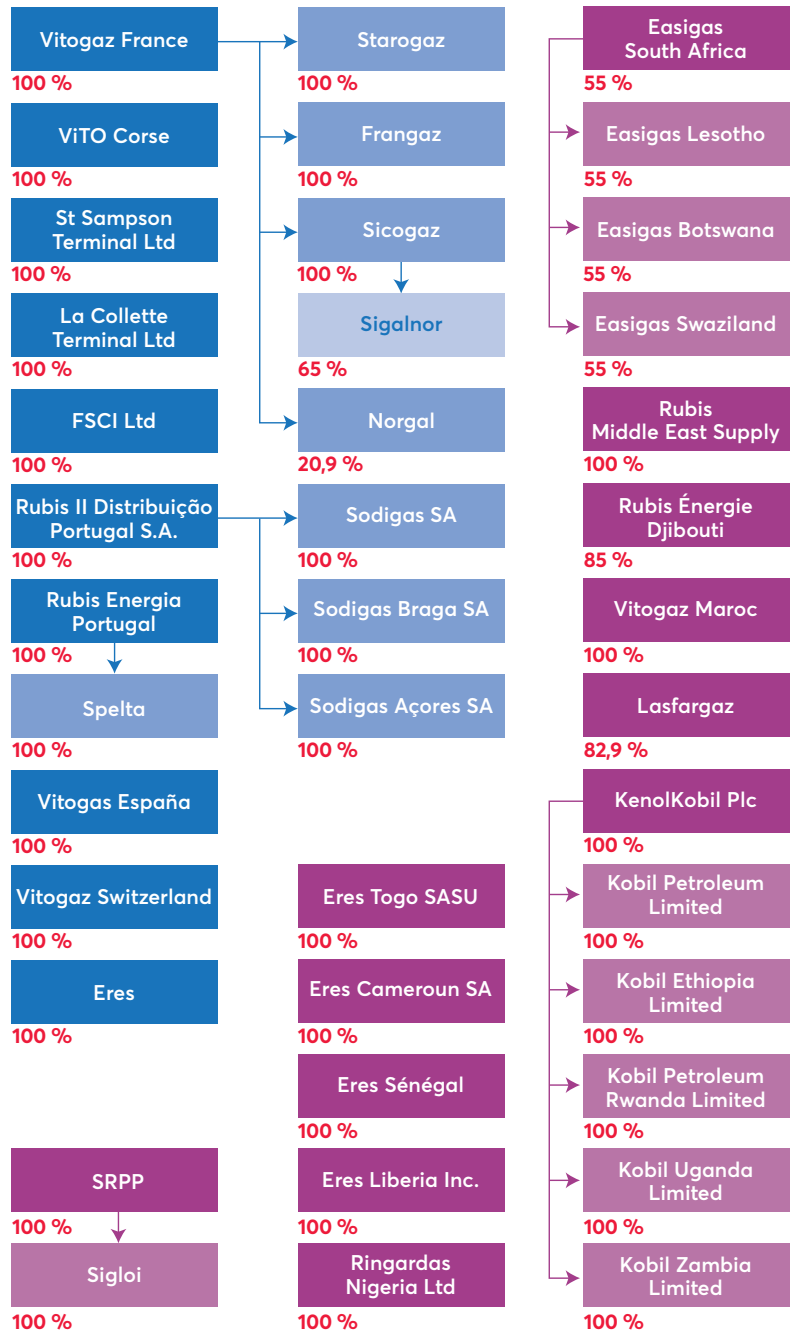 Vitogaz France
100 %
ViTO Corse
100 %
St Sampson
Terminal Ltd
100 %
La Collette
Terminal Ltd
100 %
FSCI Ltd
100 %
Rubis II Distribuição
Portugal S.A.
100 %
Rubis Energia
Portugal
100 %
Spelta
100 %
Vitogas España
100 %
Vitogaz Switzerland
100 %
Eres
100 %
SRPP
100 %
Sigloi
100 %
Starogaz
100 %
Frangaz
100 %
Sicogaz
100 %
Sigalnor
65 %
Norgal
20,9 %
Sodigas SA
100 %
Sodigas Braga SA
100 %
Sodigas Açores SA
100 %
Eres Togo SASU
100 %
Eres Cameroun SA
100 %
Eres Sénégal
100 %
Eres Liberia Inc.
100 %
Ringardas
Nigeria Ltd
100 %
Easigas
South Africa
55 %
Easigas Lesotho
55 %
Easigas Botswana
55 %
Easigas Swaziland
55 %
Rubis
Middle East Supply
100 %
Rubis Énergie
Djibouti
85 %
Vitogaz Maroc
100 %
Lasfargaz
82,9 %
KenolKobil Plc
100 %
Kobil Petroleum
Limited
100 %
Kobil Ethiopia
Limited
100 %
Kobil Petroleum
Rwanda Limited
100 %
Kobil Uganda
Limited
100 %
Kobil Zambia
Limited
100 %